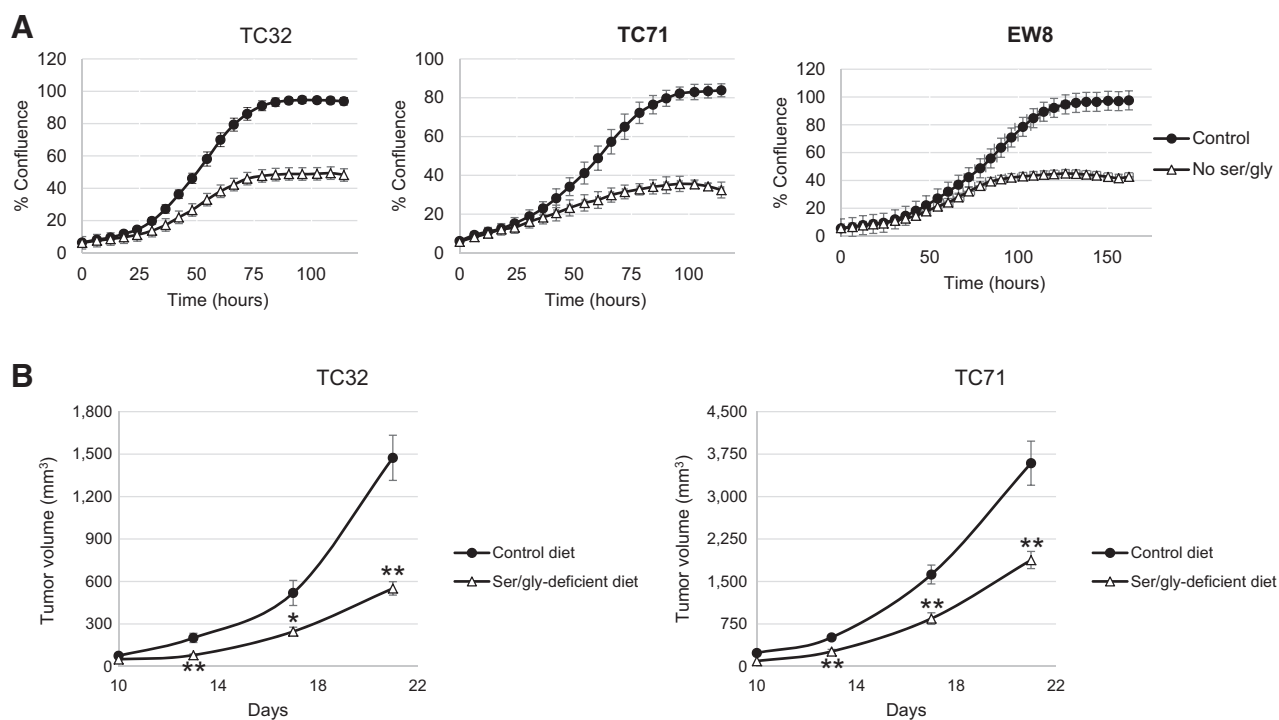 A
TC32
% Confluence
120
100
80
60
40
20
0
0 25 50 75 100
Time (hours)
TC71
% Confluence
100
80
60
40
20
0
0 25 50 75 100
Time (hours)
EW8
% Confluence
120
100
80
60
40
20
0
0 50 100 150
Time (hours)
Control
No ser/gly
B
TC32
Tumor volume (mm³)
1,800
1,500
1,200
900
600
300
0
**
*
**
10 14 18 22
Days
Control diet
Ser/gly-deficient diet
TC71
Tumor volume (mm³)
4,500
3,750
3,000
2,250
1,500
750
0
**
**
**
10 14 18 22
Days
Control diet
Ser/gly-deficient diet